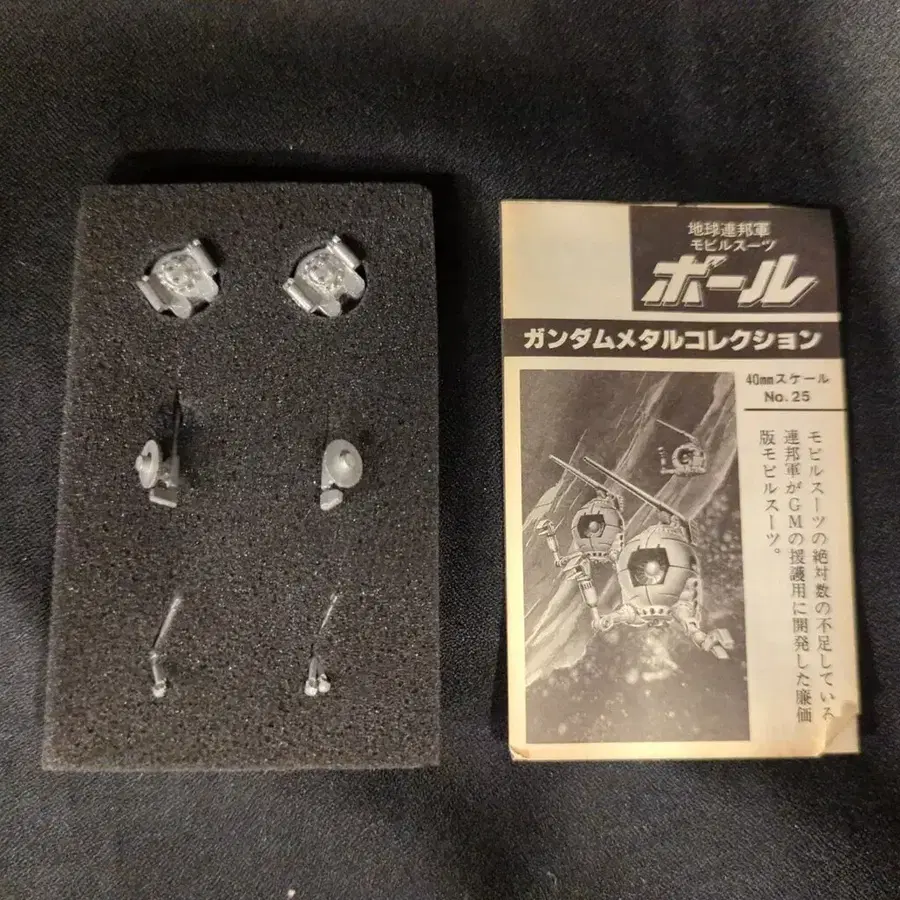 地球連邦軍
モビルスーツ
ボール
ガンダムメタルコレクション
40mmスケール
No. 25
モビルスーツの絶対数の不足している
連邦軍がGMの援護用に開発した廉価
版モビルスーツ。